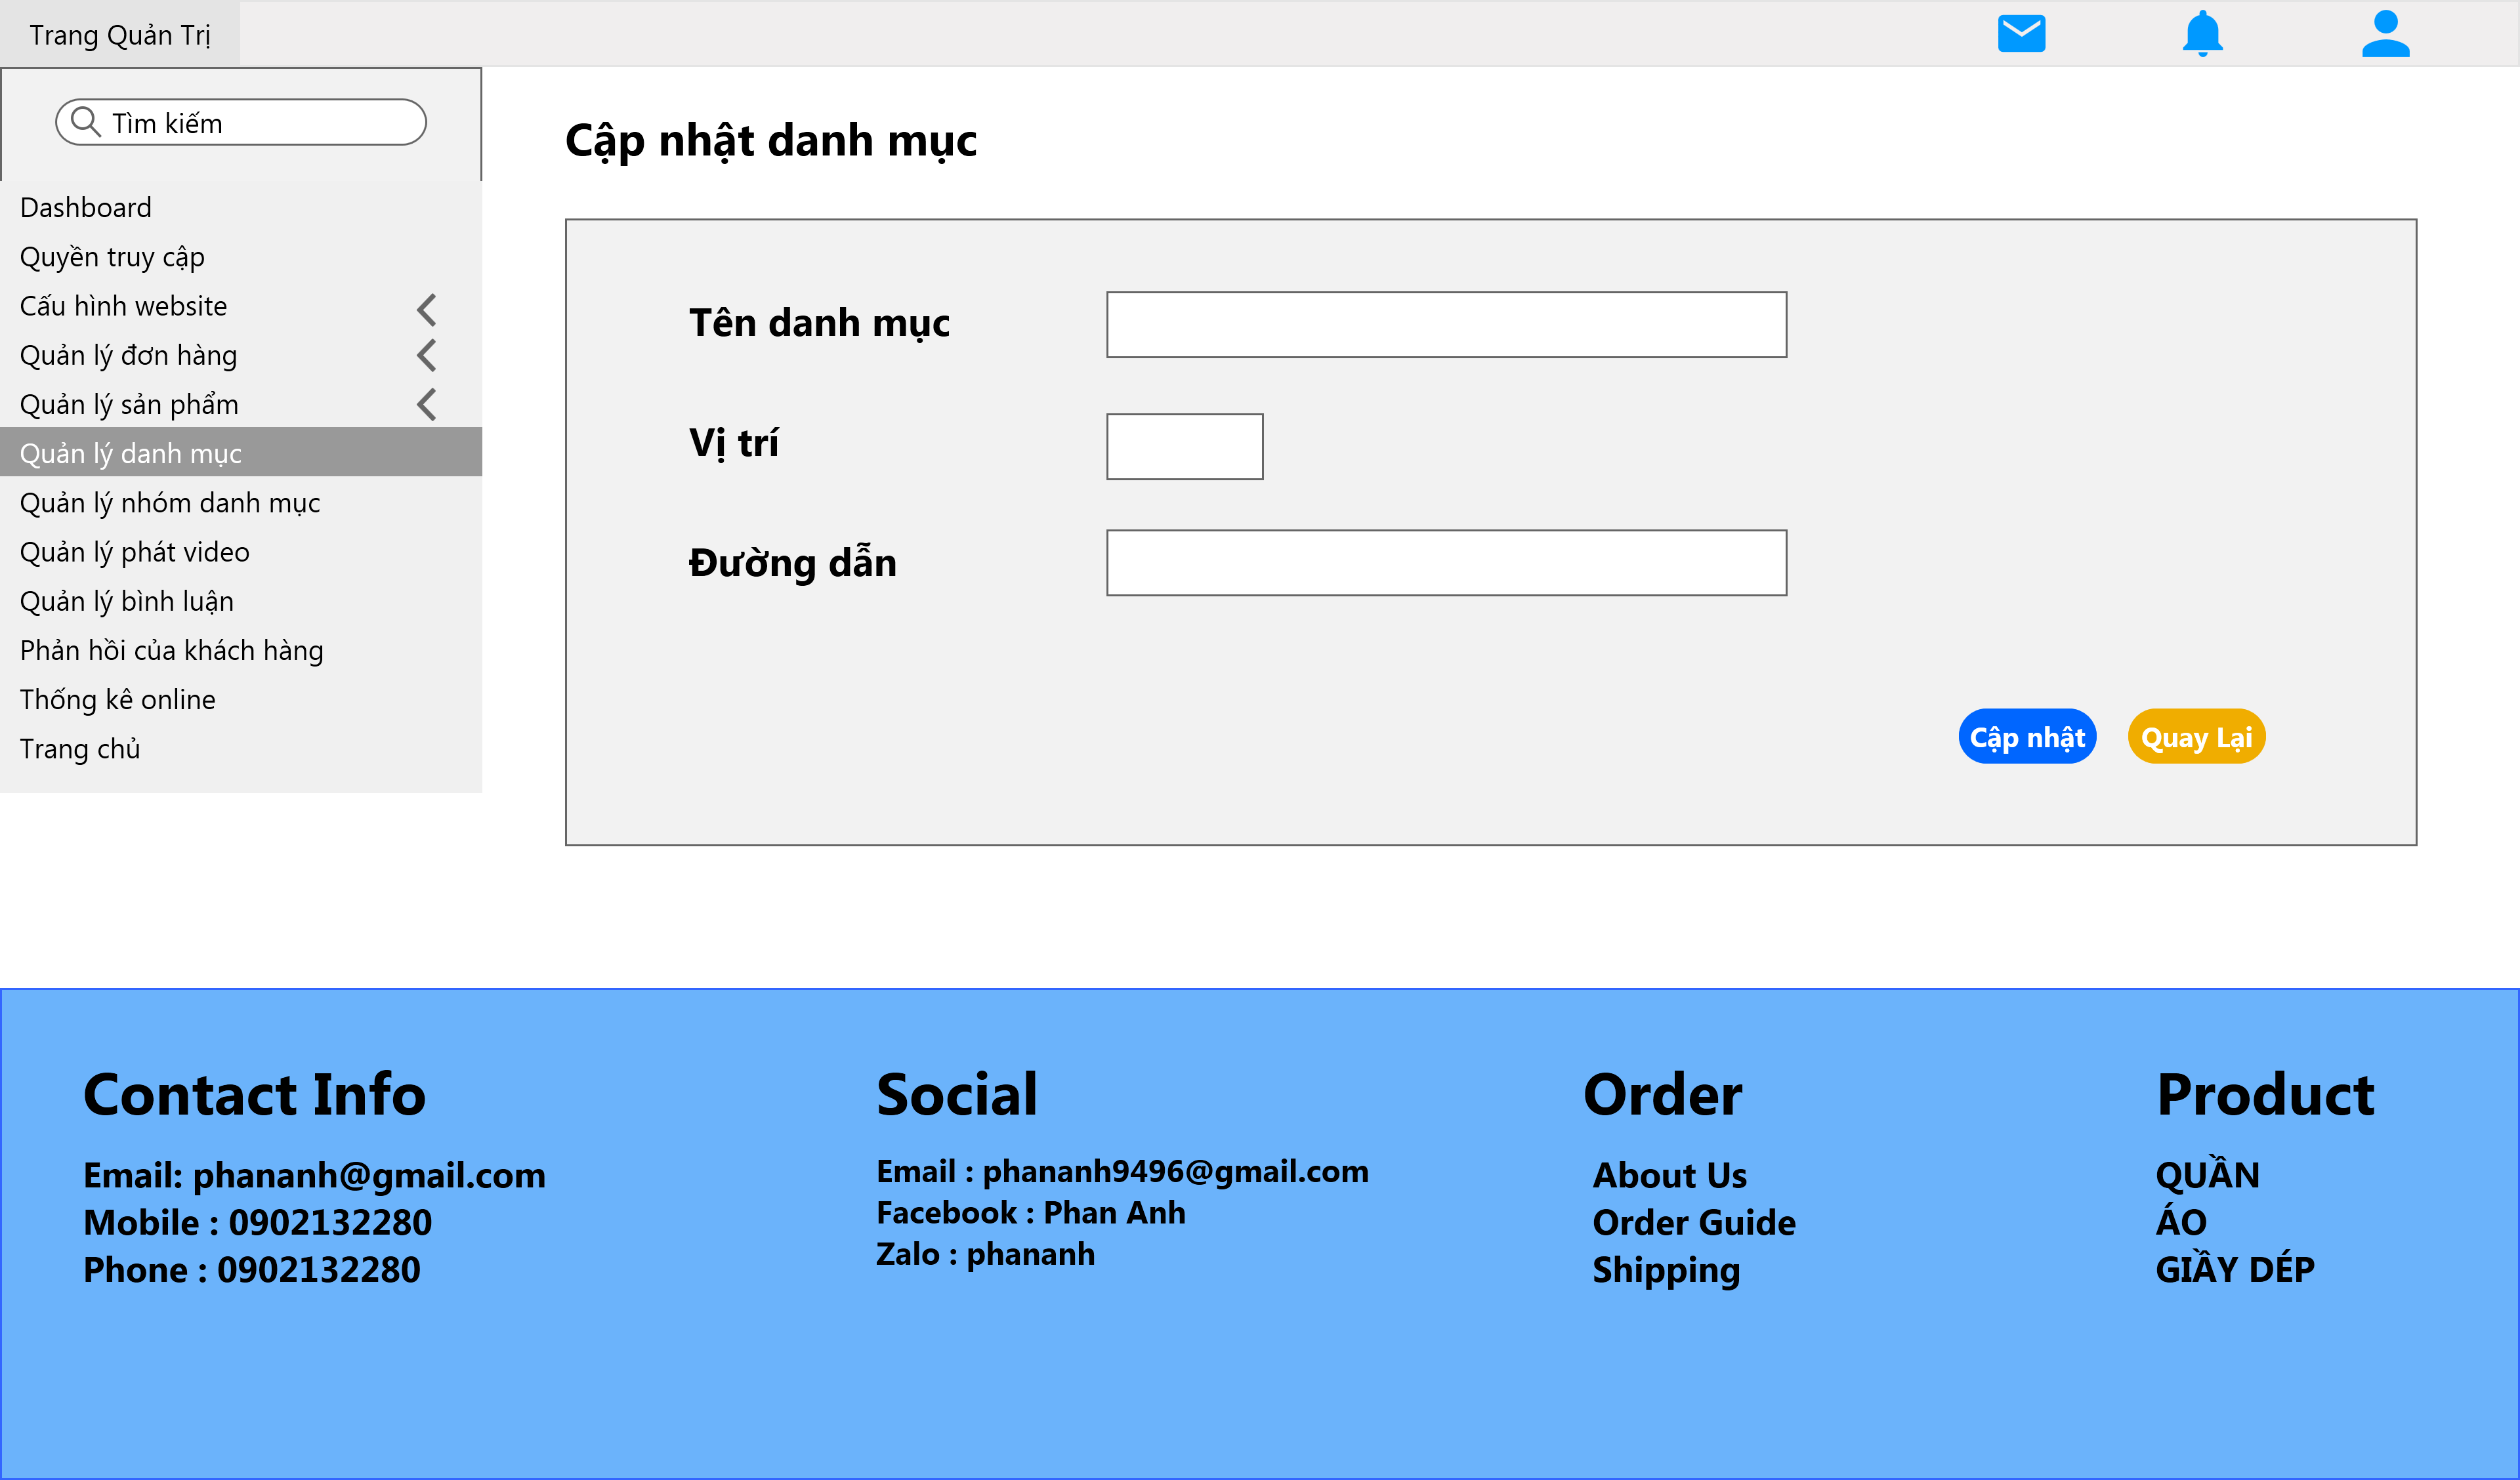 Trang Quản Trị
Tìm kiếm
Dashboard
Quyền truy cập
Cấu hình website
Quản lý đơn hàng
Quản lý sản phẩm
Quản lý danh mục
Quản lý nhóm danh mục
Quản lý phát video
Quản lý bình luận
Phản hồi của khách hàng
Thống kê online
Trang chủ
Cập nhật danh mục
Tên danh mục
Vị trí
Đường dẫn
Cập nhật
Quay Lại
Contact Info
Email: phananh@gmail.com
Mobile : 0902132280
Phone : 0902132280
Social
Email : phananh9496@gmail.com
Facebook : Phan Anh
Zalo : phananh
Order
About Us
Order Guide
Shipping
Product
QUẦN
ÁO
GIẦY DÉP